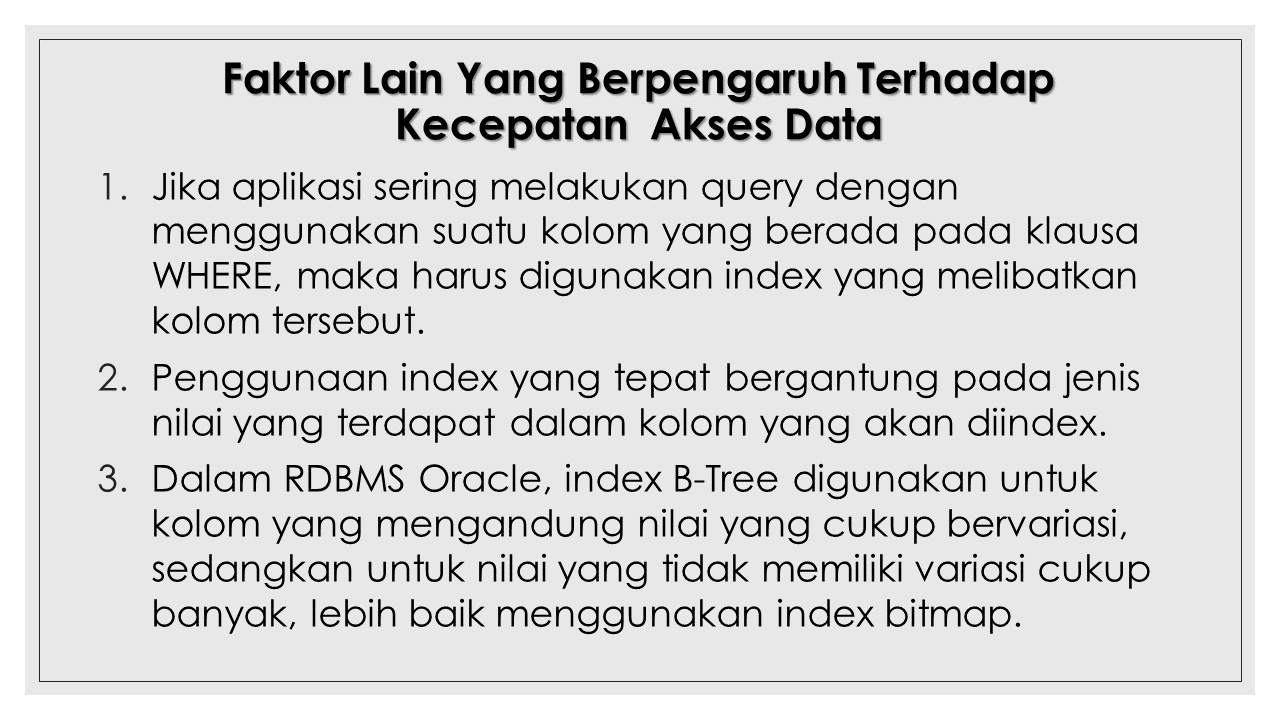 Faktor Lain Yang Berpengaruh Terhadap
Kecepatan  Akses Data
1. Jika aplikasi sering melakukan query dengan
menggunakan suatu kolom yang berada pada klausa
WHERE, maka harus digunakan index yang melibatkan
kolom tersebut.
2. Penggunaan index yang tepat bergantung pada jenis
nilai yang terdapat dalam kolom yang akan diindex.
3. Dalam RDBMS Oracle, index B-Tree digunakan untuk
kolom yang mengandung nilai yang cukup bervariasi,
sedangkan untuk nilai yang tidak memiliki variasi cukup
banyak, lebih baik menggunakan index bitmap.